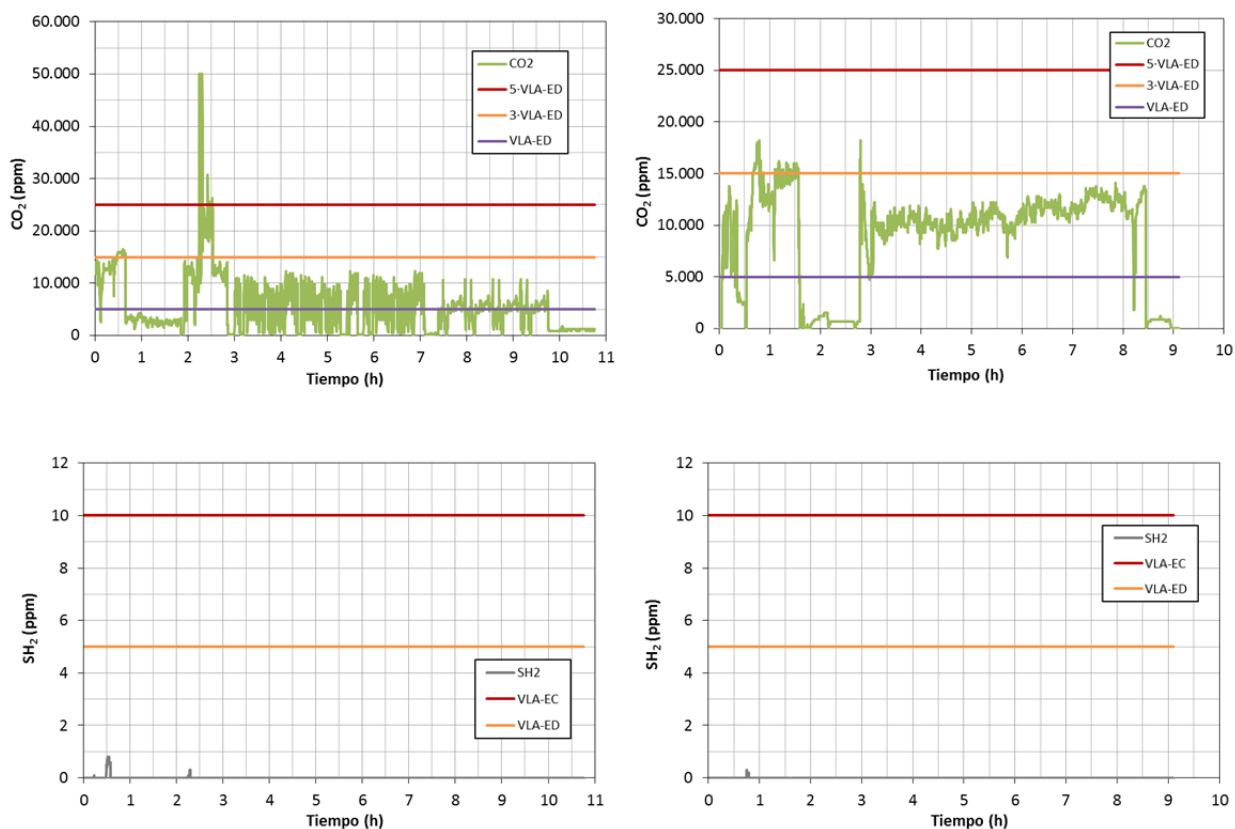 60.000
50.000
40.000
30.000
20.000
10.000
0
CO₂ (ppm)
0 1 2 3 4 5 6 7 8 9 10 11
Tiempo (h)
CO2
5·VLA-ED
3·VLA-ED
VLA-ED
30.000
25.000
20.000
15.000
10.000
5.000
0
CO₂ (ppm)
0 1 2 3 4 5 6 7 8 9 10
Tiempo (h)
CO2
5·VLA-ED
3·VLA-ED
VLA-ED
12
10
8
6
4
2
0
SH₂ (ppm)
0 1 2 3 4 5 6 7 8 9 10 11
Tiempo (h)
SH2
VLA-EC
VLA-ED
12
10
8
6
4
2
0
SH₂ (ppm)
0 1 2 3 4 5 6 7 8 9 10
Tiempo (h)
SH2
VLA-EC
VLA-ED